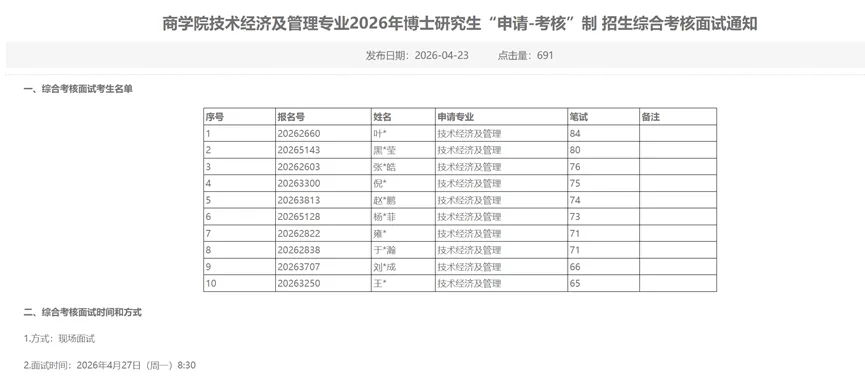 商学院技术经济及管理专业2026年博士研究生“申请-考核”制 招生综合考核面试通知
发布日期：2026-04-23 点击量：691
一、综合考核面试考生名单
序号 报名号 姓名 申请专业 笔试 备注
1 20262660 叶* 技术经济及管理 84
2 20265143 黑*莹 技术经济及管理 80
3 20262603 张*皓 技术经济及管理 76
4 20263300 倪* 技术经济及管理 75
5 20263813 赵*鹏 技术经济及管理 74
6 20265128 杨*菲 技术经济及管理 73
7 20262822 雍* 技术经济及管理 71
8 20262838 于*瀚 技术经济及管理 71
9 20263707 刘*成 技术经济及管理 66
10 20263250 王* 技术经济及管理 65
二、综合考核面试时间和方式
1.方式：现场面试
2.面试时间：2026年4月27日（周一）8:30